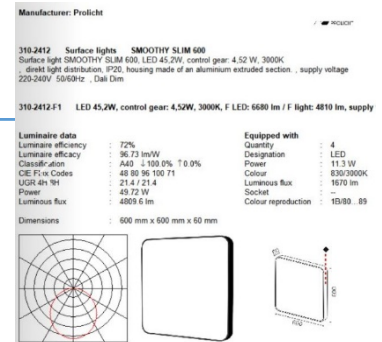 Manufacturer: Prolicht
PROLICHT
310-2412 Surface lights SMOOTHY SLIM 600
Surface light SMOOTHY SLIM 600, LED 45,2W, control gear: 4,52 W, 3000K
, direkt light distribution, IP20, housing made of an aluminium extruded section. , supply voltage
220-240V 50/60Hz , Dali Dim
310-2412-F1 LED 45,2W, control gear: 4,52W, 3000K, F LED: 6680 lm / F light: 4810 lm, supply
Luminaire data
Luminaire efficiency : 72%
Luminaire efficacy : 96.73 lm/W
Classification : A40 ↓100.0% ↑0.0%
CIE Flux Codes : 48 80 96 100 71
UGR 4H 8H : 21.4 / 21.4
Power : 49.72 W
Luminous flux : 4809.6 lm
Dimensions : 600 mm x 600 mm x 60 mm
Equipped with
Quantity : 4
Designation : LED
Power : 11.3 W
Colour : 830/3000K
Luminous flux : 1670 lm
Socket : --
Colour reproduction : 1B/80...89
60
600
600